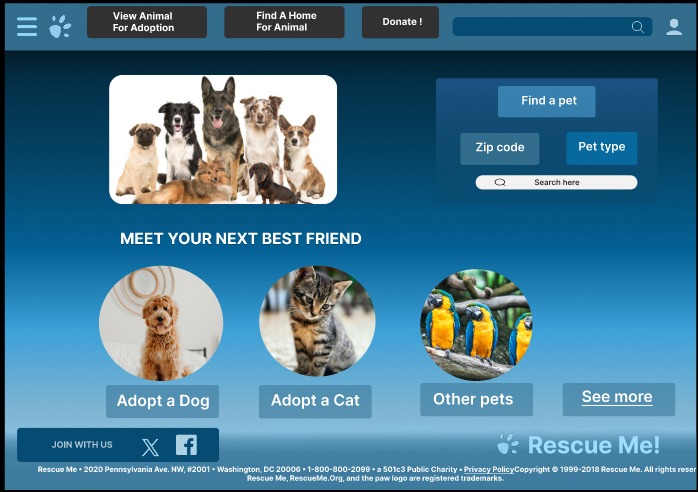 View Animal
For Adoption
Find A Home
For Animal
Donate !
Find a pet
Zip code
Pet type
Search here
MEET YOUR NEXT BEST FRIEND
Adopt a Dog
Adopt a Cat
Other pets
See more
JOIN WITH US
Rescue Me!
Rescue Me • 2020 Pennsylvania Ave. NW, #2001 • Washington, DC 20006 • 1-800-800-2099 • a 501c3 Public Charity • Privacy PolicyCopyright © 1999-2018 Rescue Me. All rights reser
Rescue Me, RescueMe.Org, and the paw logo are registered trademarks.